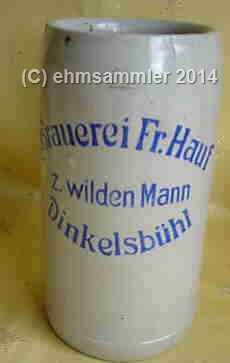 (C) ehmsammler 2014
Brauerei Fr. Hauf
z. wilden Mann
Dinkelsbühl